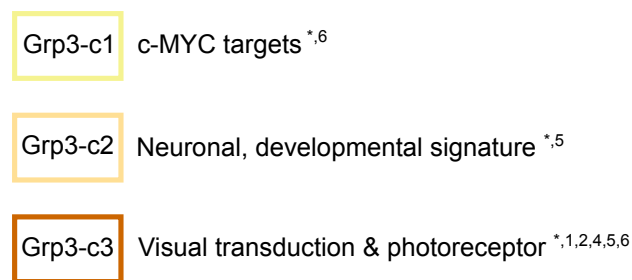 Grp3-c1 c-MYC targets *,6
Grp3-c2 Neuronal, developmental signature *,5
Grp3-c3 Visual transduction & photoreceptor *,1,2,4,5,6